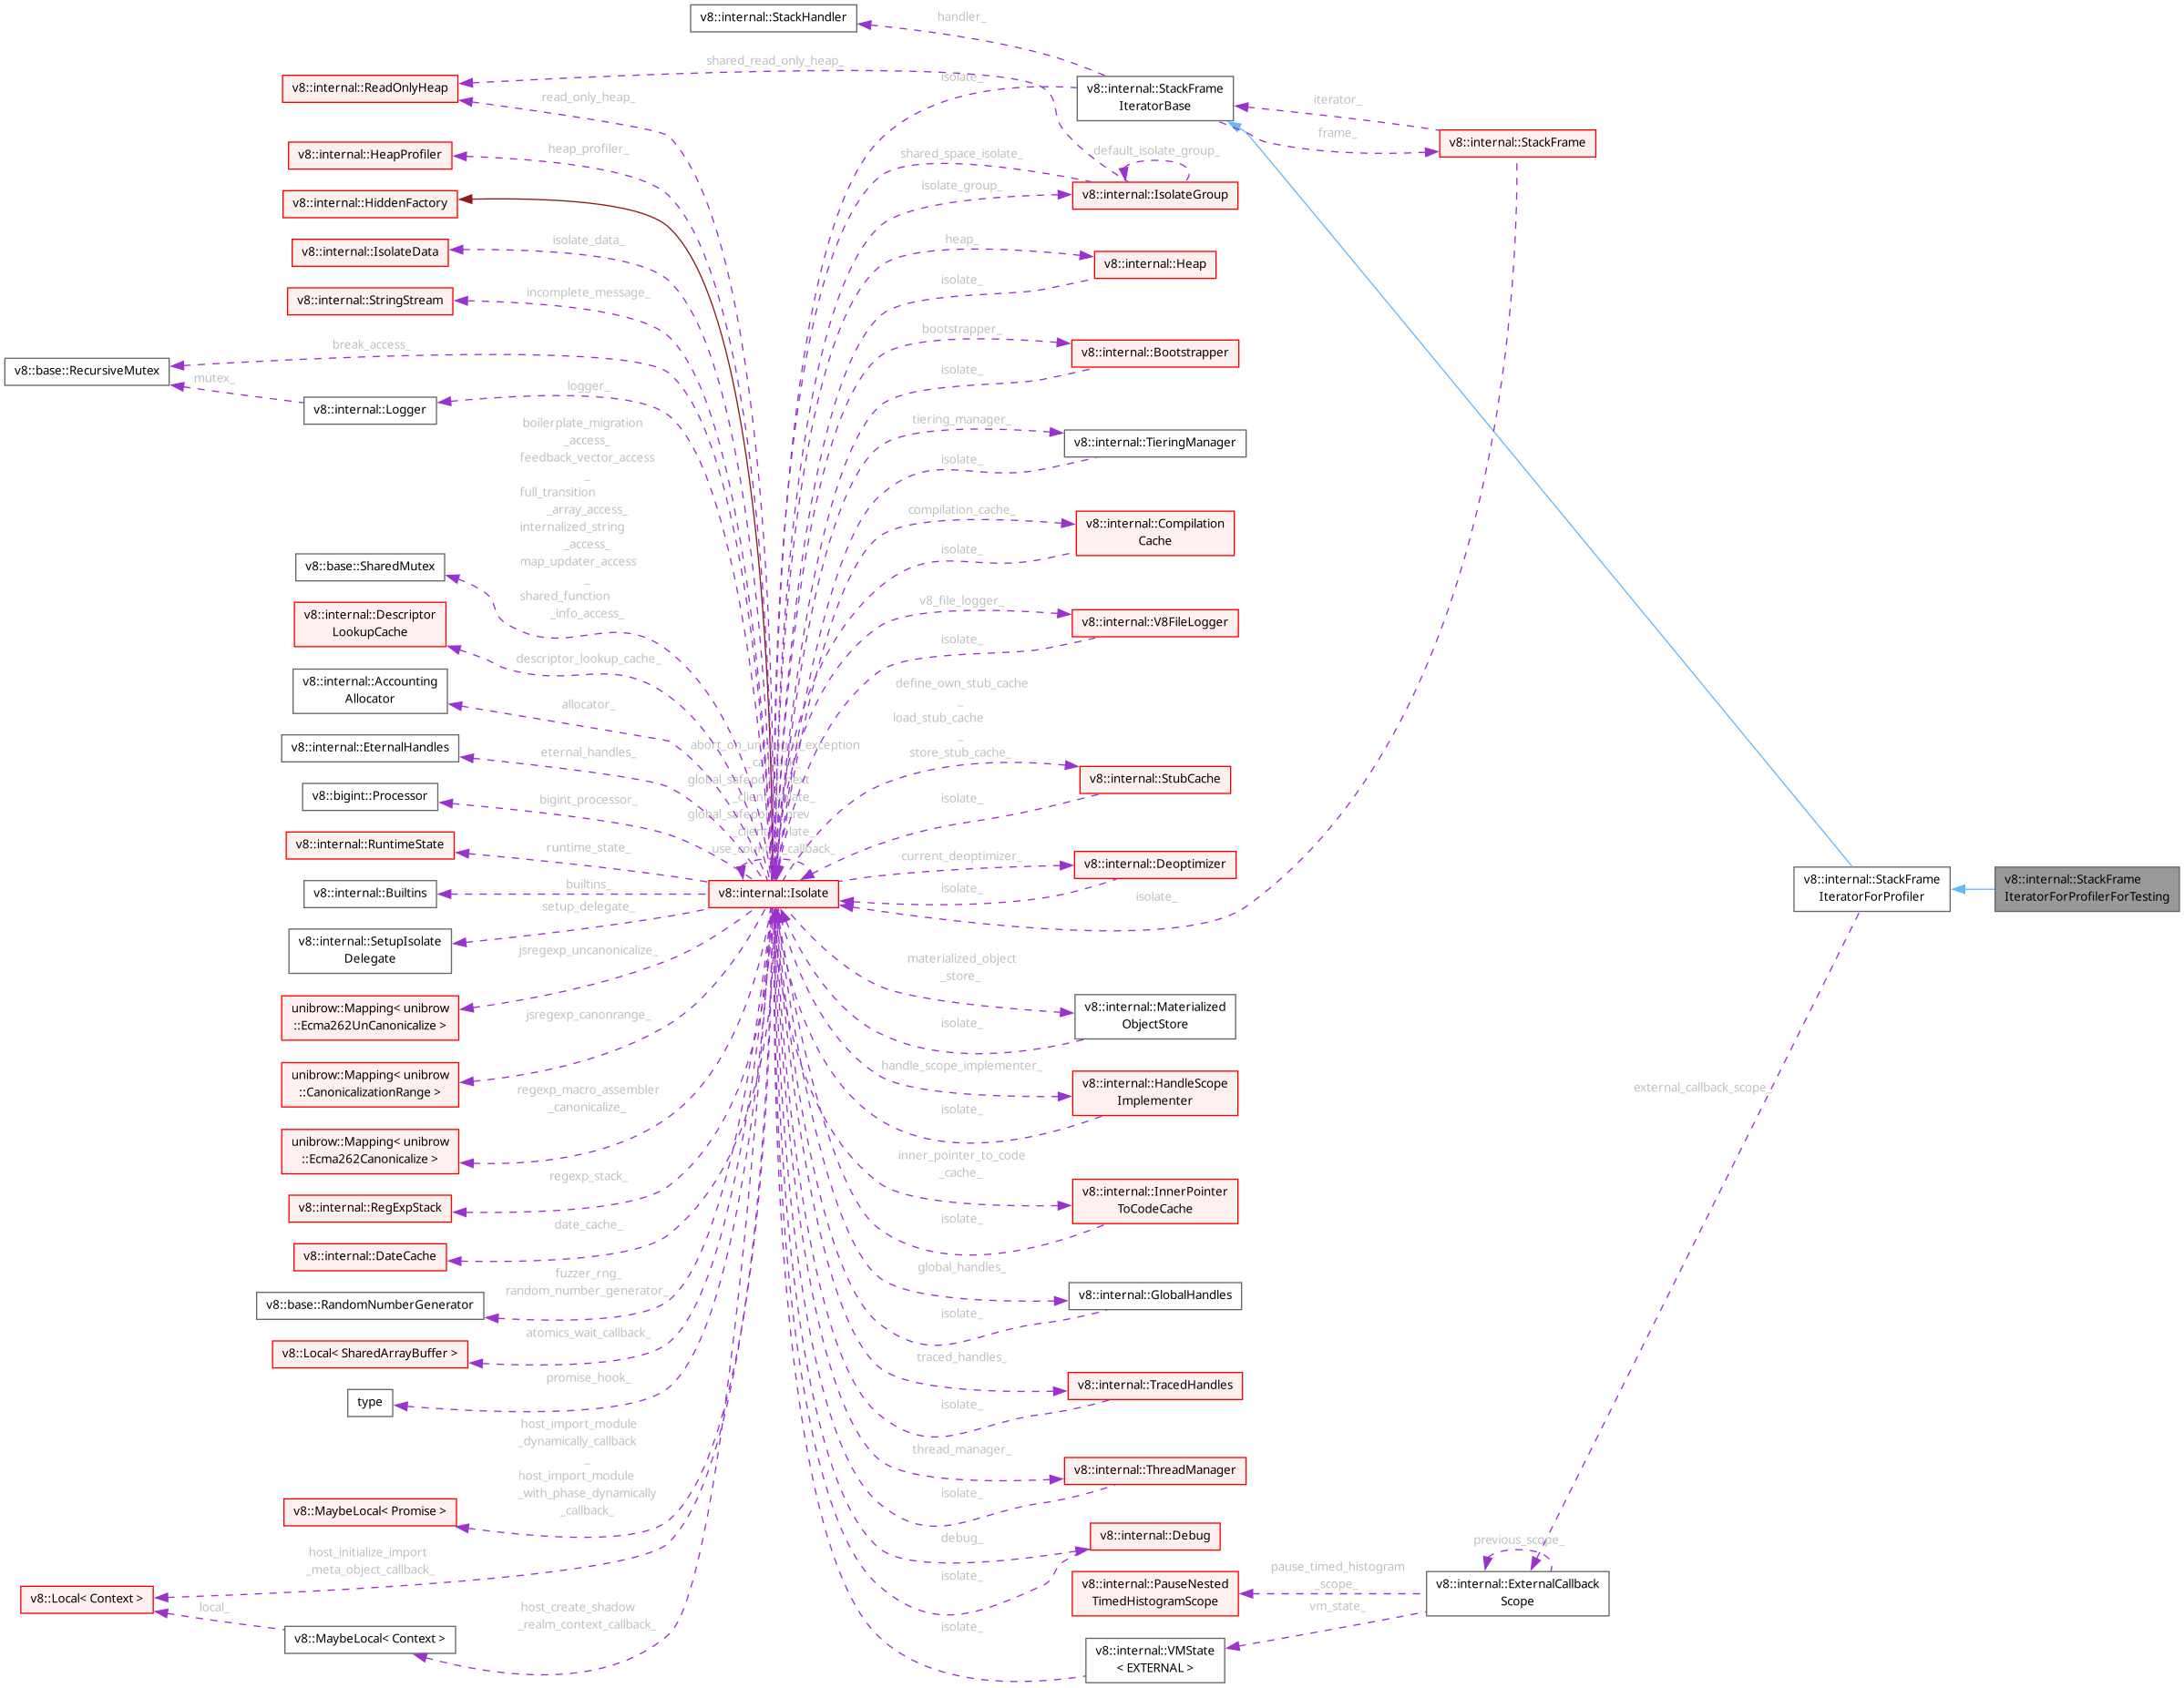 v8::internal::StackHandler
handler_
shared_read_only_heap_
isolate_
v8::internal::ReadOnlyHeap
read_only_heap_
v8::internal::StackFrame
IteratorBase
iterator_
frame_
v8::internal::StackFrame
v8::internal::HeapProfiler
heap_profiler_
shared_space_isolate_
default_isolate_group_
isolate_group_
v8::internal::IsolateGroup
v8::internal::HiddenFactory
v8::internal::IsolateData
isolate_data_
heap_
v8::internal::Heap
isolate_
v8::internal::StringStream
incomplete_message_
bootstrapper_
v8::internal::Bootstrapper
isolate_
v8::base::RecursiveMutex
break_access_
mutex_
v8::internal::Logger
logger_
tiering_manager_
v8::internal::TieringManager
isolate_
boilerplate_migration
_access_
feedback_vector_access
_
full_transition
_array_access_
internalized_string
_access_
map_updater_access
_
shared_function
_info_access_
compilation_cache_
v8::internal::Compilation
Cache
isolate_
v8::base::SharedMutex
v8::internal::Descriptor
LookupCache
descriptor_lookup_cache_
v8_file_logger_
v8::internal::V8FileLogger
isolate_
v8::internal::Accounting
Allocator
allocator_
define_own_stub_cache
_
load_stub_cache
_
store_stub_cache_
v8::internal::StubCache
isolate_
v8::internal::EternalHandles
eternal_handles_
v8::bigint::Processor
bigint_processor_
v8::internal::RuntimeState
runtime_state_
v8::internal::Builtins
builtins_
v8::internal::Isolate
current_deoptimizer_
v8::internal::Deoptimizer
isolate_
isolate_
v8::internal::StackFrame
IteratorForProfiler
v8::internal::StackFrame
IteratorForProfilerForTesting
setup_delegate_
v8::internal::SetupIsolate
Delegate
jsregexp_uncanonicalize_
materialized_object
_store_
v8::internal::Materialized
ObjectStore
isolate_
unibrow::Mapping< unibrow
::Ecma262UnCanonicalize >
jsregexp_canonrange_
unibrow::Mapping< unibrow
::CanonicalizationRange >
handle_scope_implementer_
v8::internal::HandleScope
Implementer
isolate_
external_callback_scope_
regexp_macro_assembler
_canonicalize_
unibrow::Mapping< unibrow
::Ecma262Canonicalize >
inner_pointer_to_code
_cache_
v8::internal::InnerPointer
ToCodeCache
isolate_
regexp_stack_
v8::internal::RegExpStack
date_cache_
v8::internal::DateCache
global_handles_
v8::internal::GlobalHandles
isolate_
fuzzer_rng_
random_number_generator_
v8::base::RandomNumberGenerator
atomics_wait_callback_
v8::Local< SharedArrayBuffer >
traced_handles_
v8::internal::TracedHandles
isolate_
promise_hook_
type
host_import_module
_dynamically_callback
_
host_import_module
_with_phase_dynamically
_callback_
v8::MaybeLocal< Promise >
thread_manager_
v8::internal::ThreadManager
isolate_
debug_
v8::internal::Debug
isolate_
previous_scope_
pause_timed_histogram
_scope_
v8::internal::PauseNested
TimedHistogramScope
v8::internal::ExternalCallback
Scope
vm_state_
host_initialize_import
_meta_object_callback_
v8::Local< Context >
local_
v8::MaybeLocal< Context >
host_create_shadow
_realm_context_callback_
isolate_
v8::internal::VMState
< EXTERNAL >